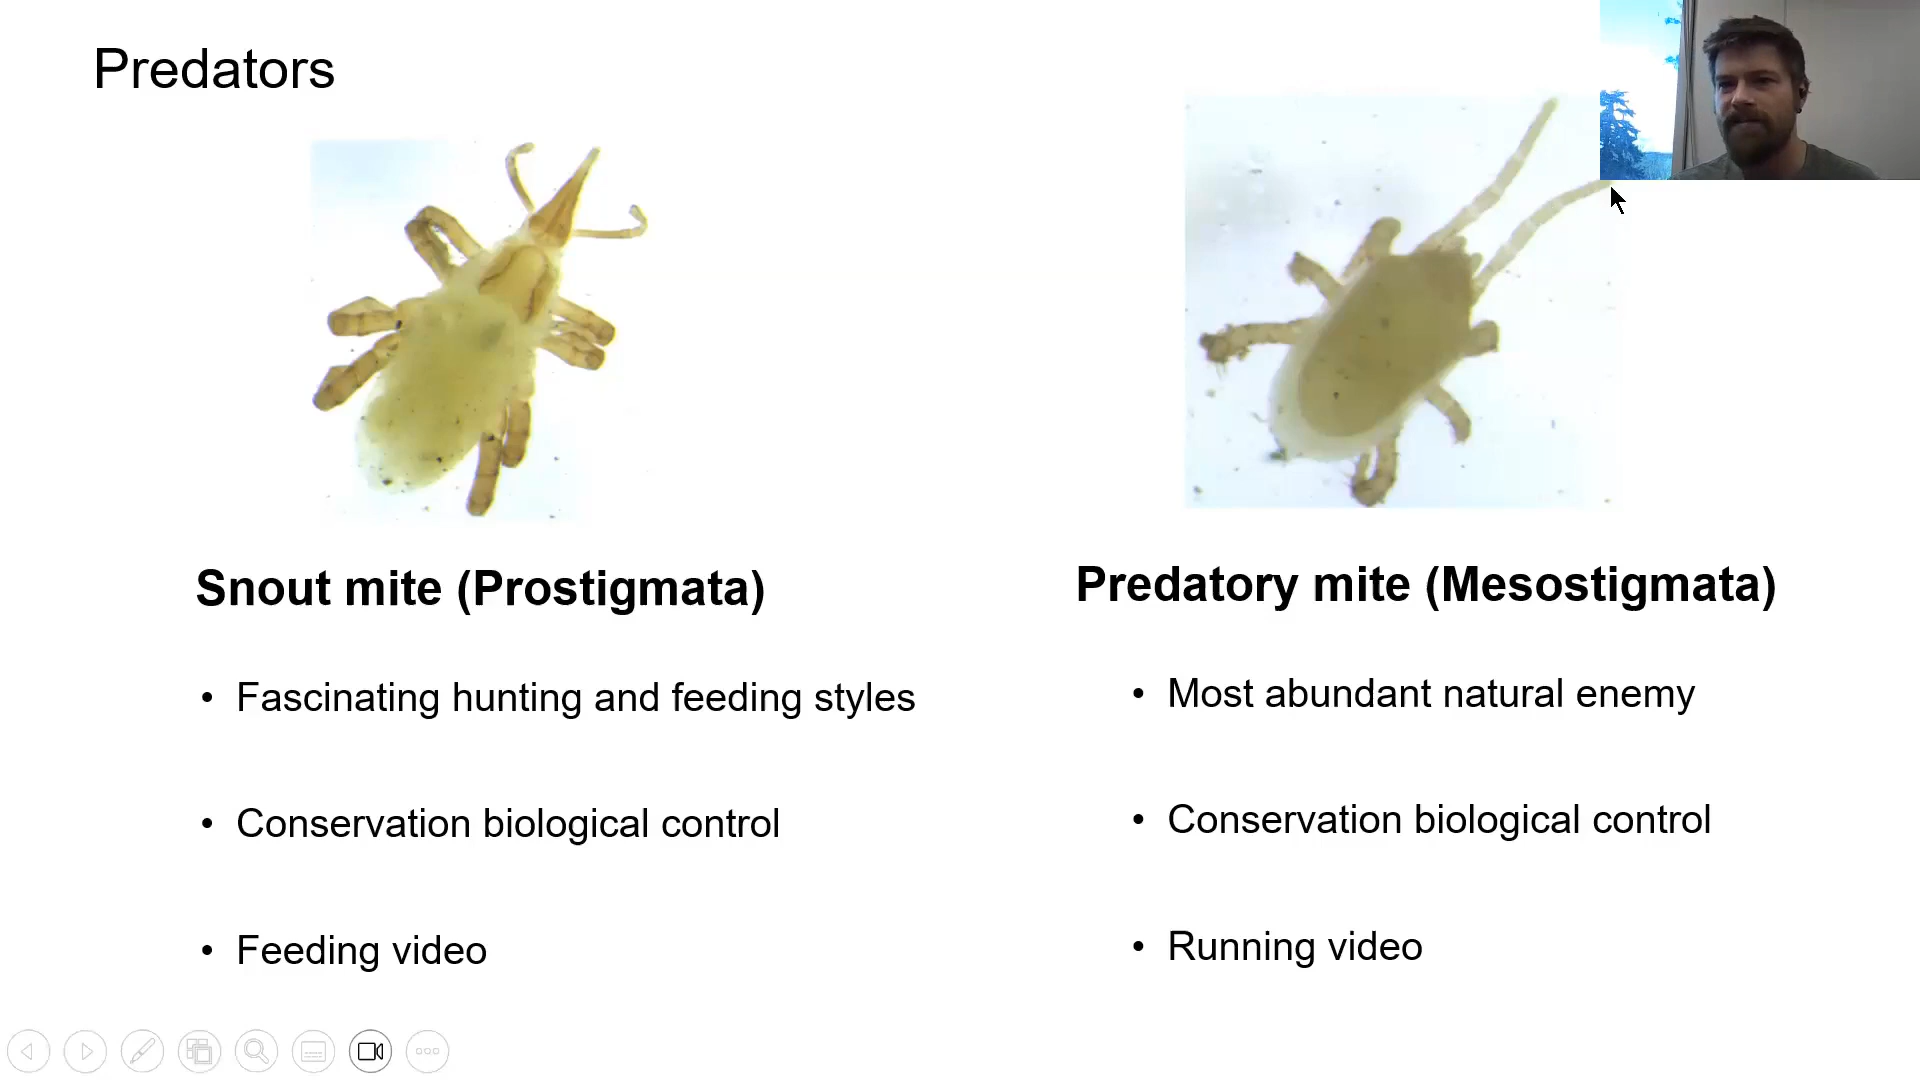 Predators
Snout mite (Prostigmata)
• Fascinating hunting and feeding styles
• Conservation biological control
• Feeding video
Predatory mite (Mesostigmata)
• Most abundant natural enemy
• Conservation biological control
• Running video